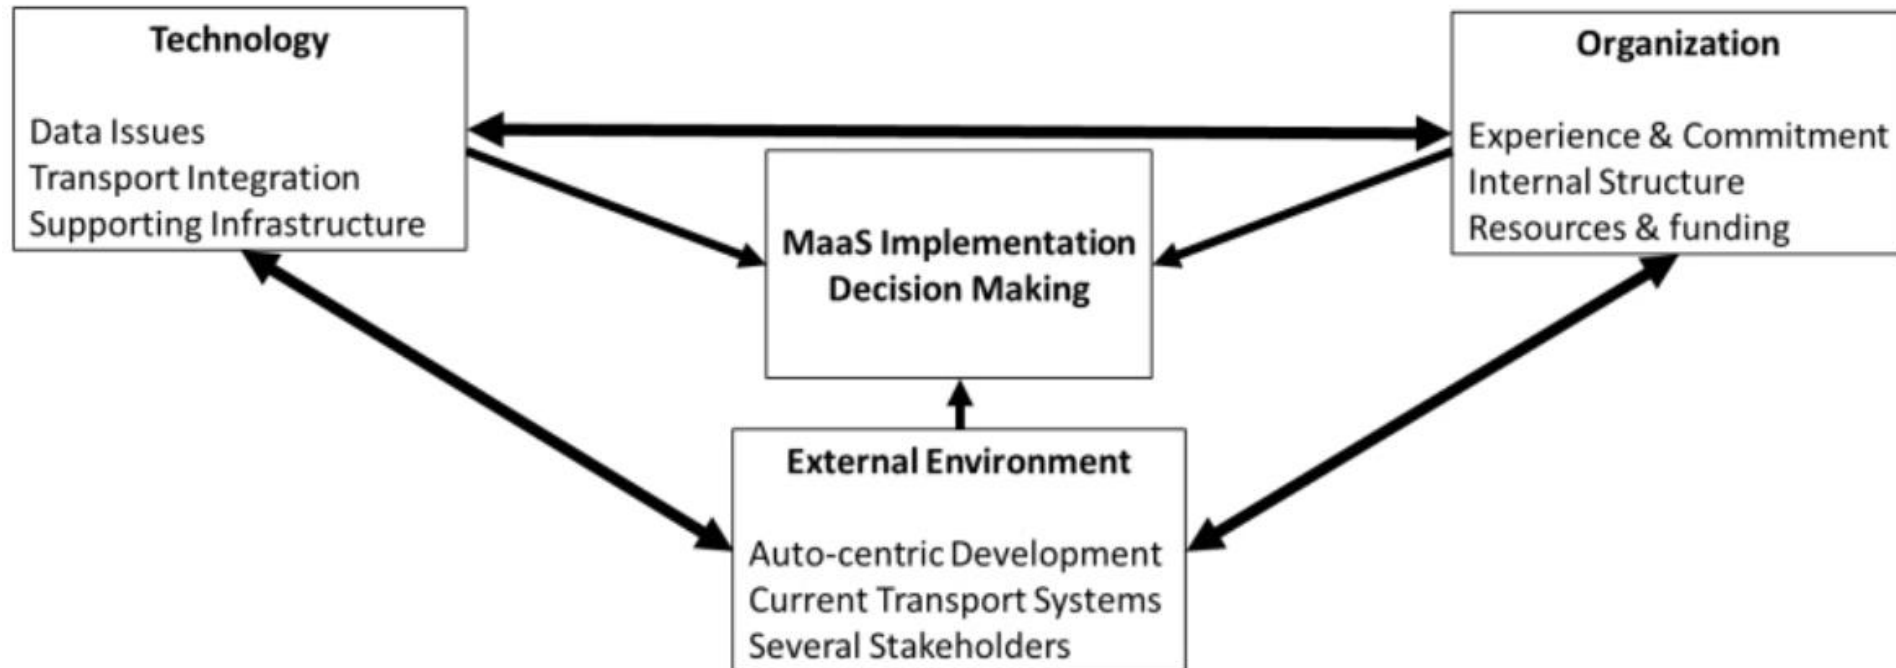 Technology
Data Issues
Transport Integration
Supporting Infrastructure
Organization
Experience & Commitment
Internal Structure
Resources & funding
MaaS Implementation
Decision Making
External Environment
Auto-centric Development
Current Transport Systems
Several Stakeholders